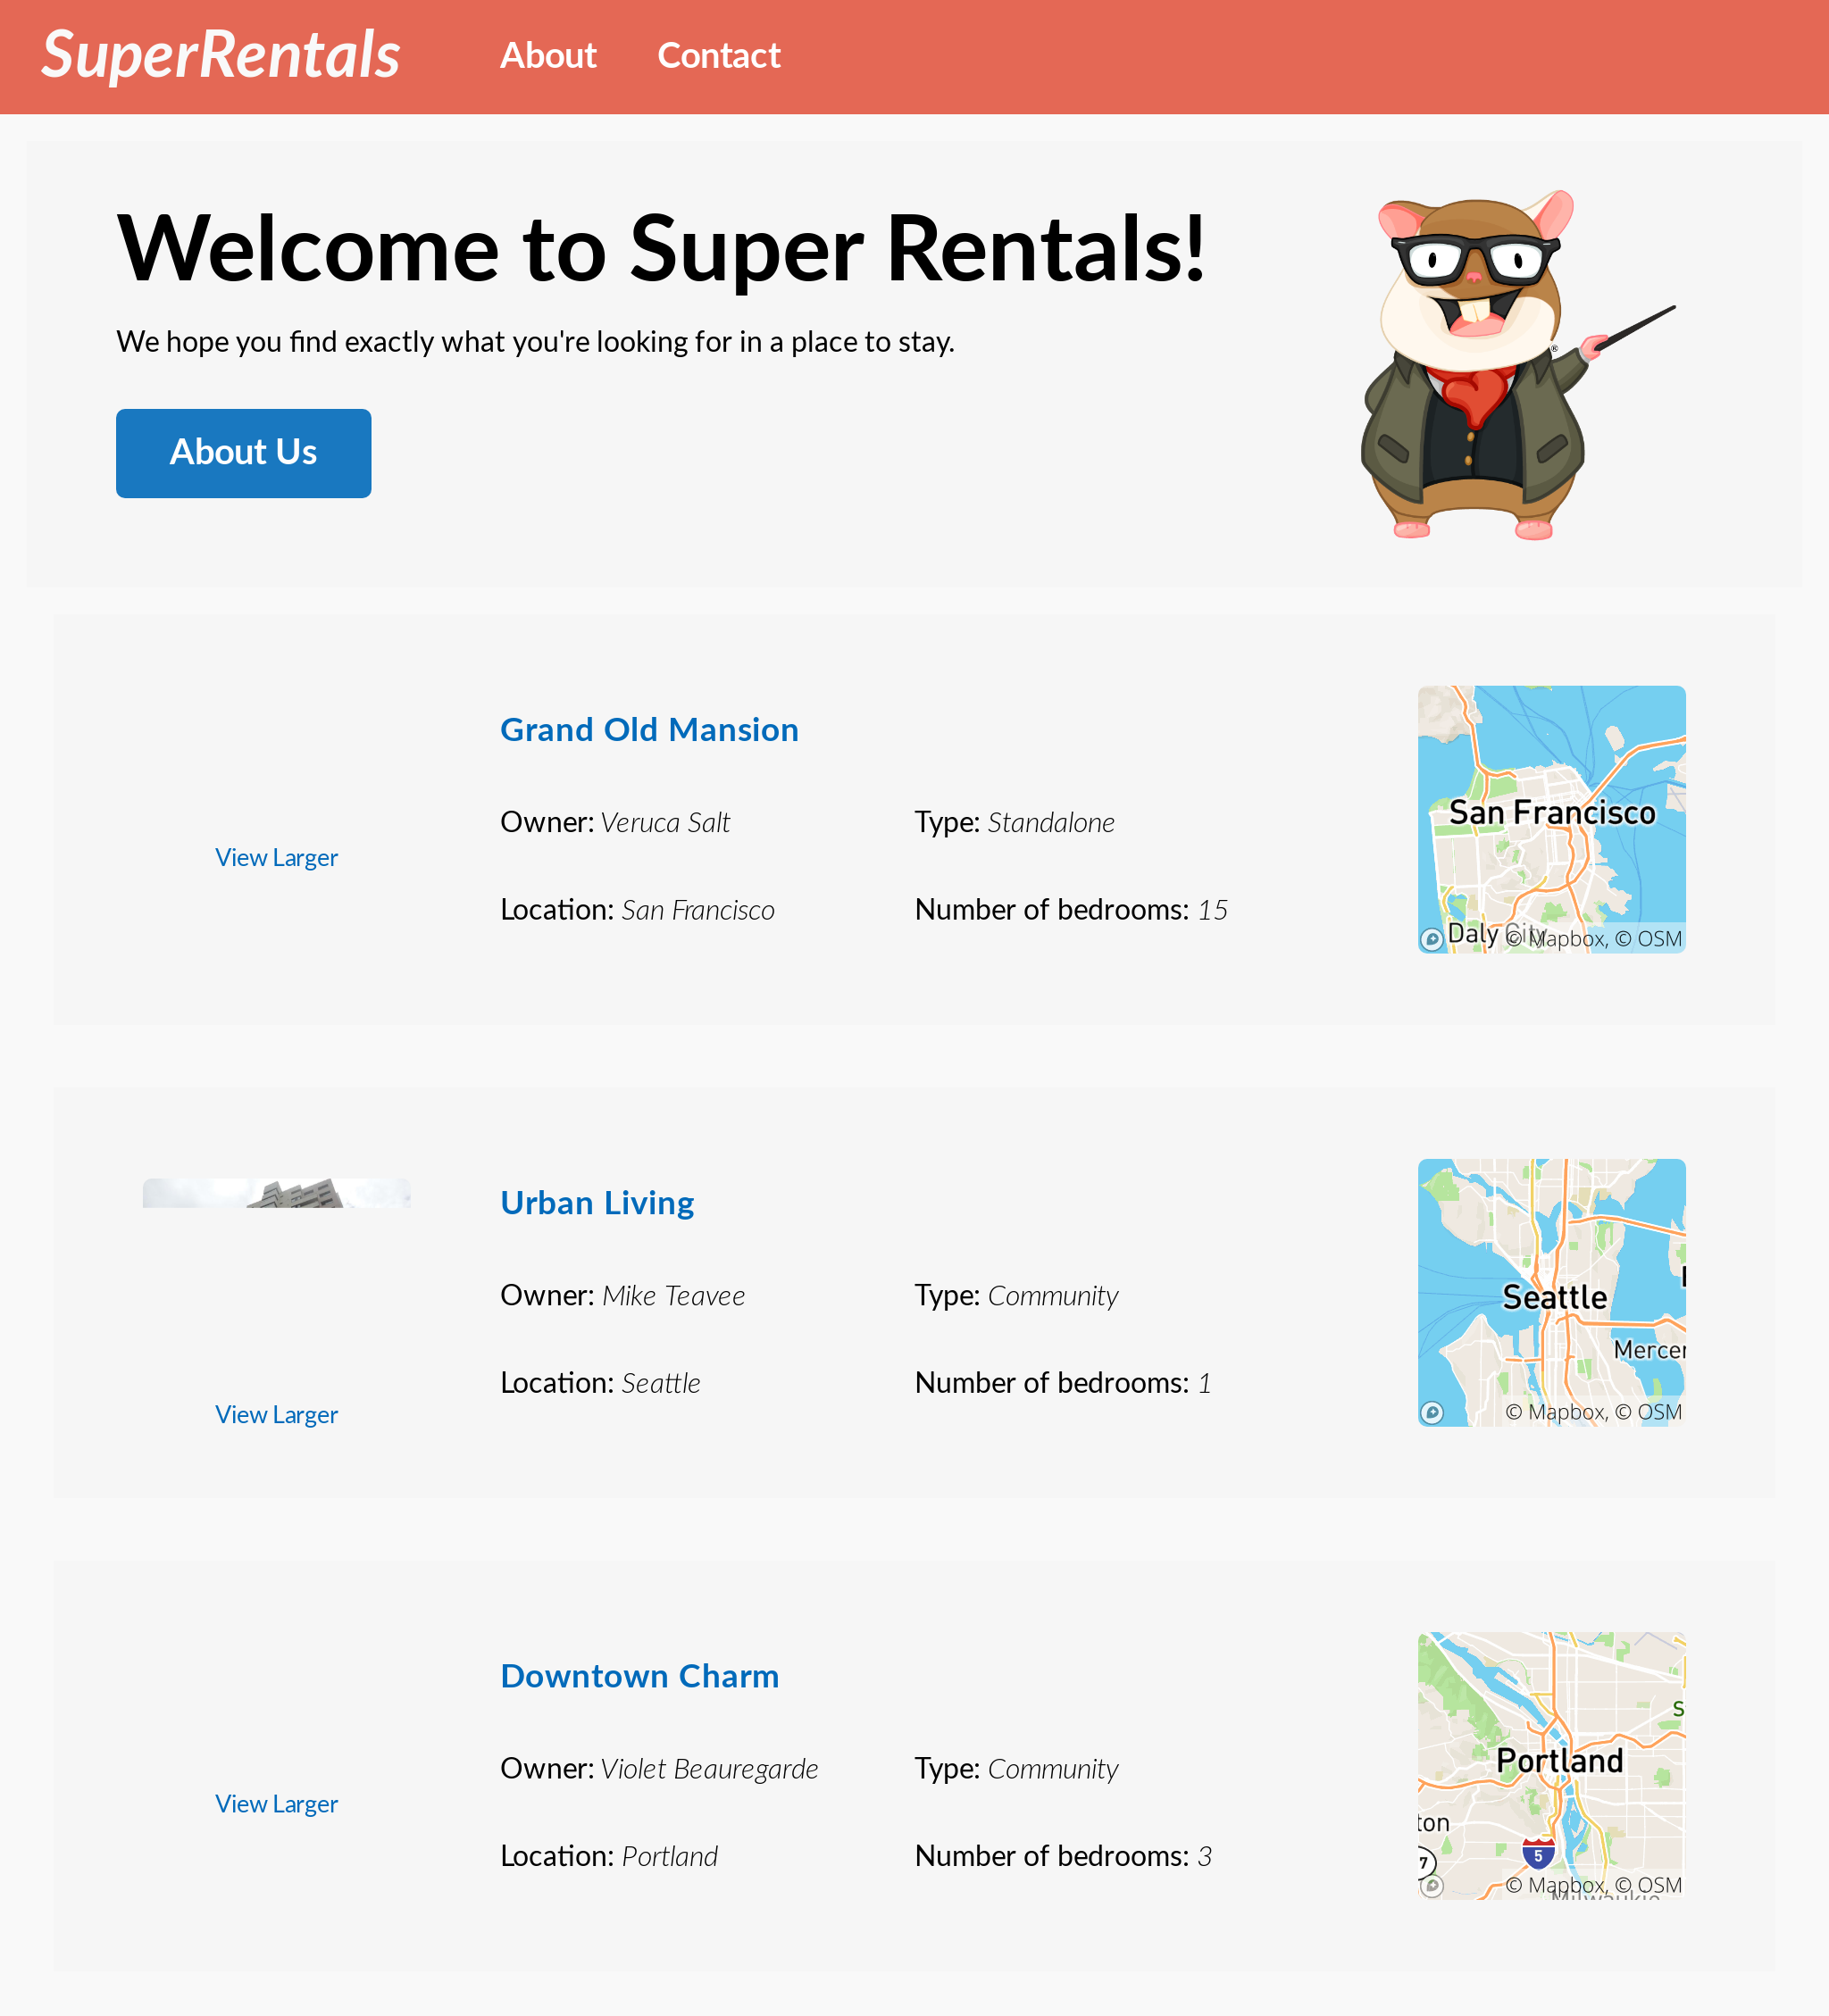 SuperRentals
About
Contact
Welcome to Super Rentals!
We hope you find exactly what you're looking for in a place to stay.
®
About Us
View Larger
Grand Old Mansion
Owner: Veruca Salt
Type: Standalone
Location: San Francisco
Number of bedrooms: 15
San Francisco
Daly City
© Mapbox, © OSM
View Larger
Urban Living
Owner: Mike Teavee
Type: Community
Location: Seattle
Number of bedrooms: 1
Seattle
Mercer
© Mapbox, © OSM
View Larger
Downtown Charm
Owner: Violet Beauregarde
Type: Community
Location: Portland
Number of bedrooms: 3
S
Portland
ton
5
7
© Mapbox, © OSM
Milwaukie